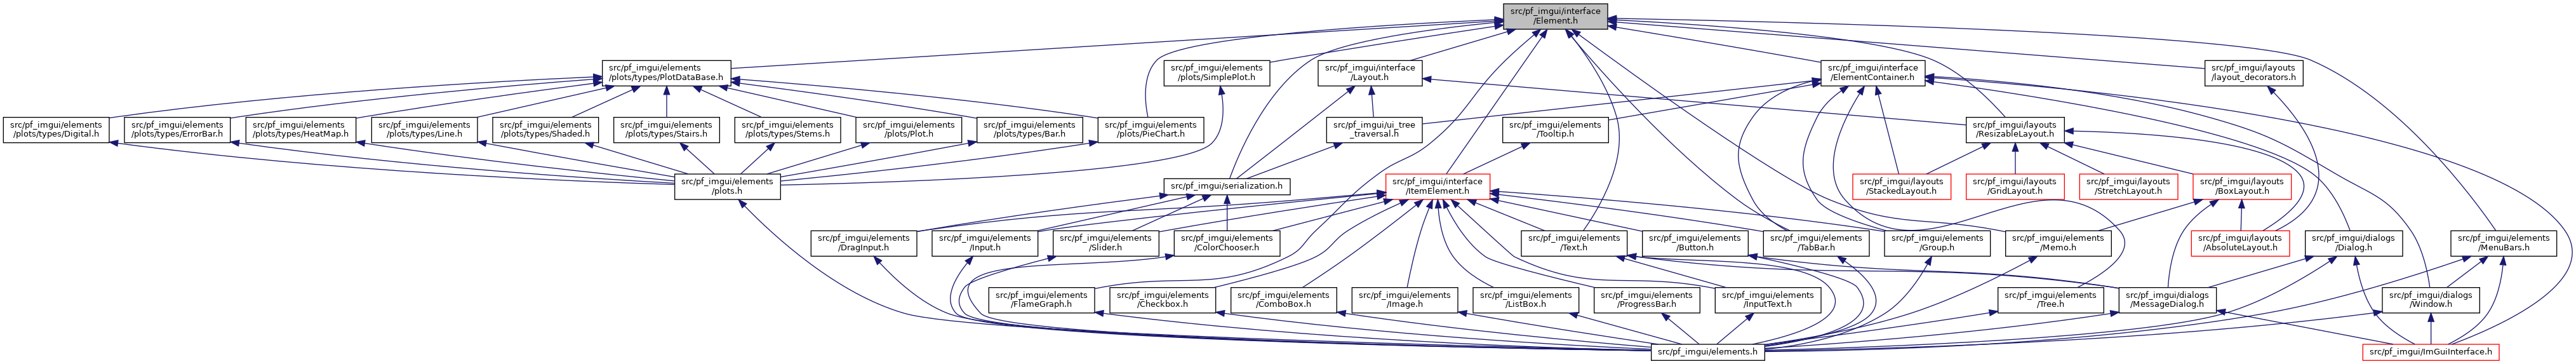 src/pf_imgui/interface
/Element.h
src/pf_imgui/elements
/plots/types/PlotDataBase.h
src/pf_imgui/elements
/plots/SimplePlot.h
src/pf_imgui/interface
/Layout.h
src/pf_imgui/interface
/ElementContainer.h
src/pf_imgui/layouts
/layout_decorators.h
src/pf_imgui/elements
/plots/types/Digital.h
src/pf_imgui/elements
/plots/types/ErrorBar.h
src/pf_imgui/elements
/plots/types/HeatMap.h
src/pf_imgui/elements
/plots/types/Line.h
src/pf_imgui/elements
/plots/types/Shaded.h
src/pf_imgui/elements
/plots/types/Stairs.h
src/pf_imgui/elements
/plots/types/Stems.h
src/pf_imgui/elements
/plots/Plot.h
src/pf_imgui/elements
/plots/types/Bar.h
src/pf_imgui/elements
/plots/PieChart.h
src/pf_imgui/ui_tree
_traversal.h
src/pf_imgui/elements
/Tooltip.h
src/pf_imgui/layouts
/ResizableLayout.h
src/pf_imgui/elements
/plots.h
src/pf_imgui/serialization.h
src/pf_imgui/interface
/ItemElement.h
src/pf_imgui/layouts
/StackedLayout.h
src/pf_imgui/layouts
/GridLayout.h
src/pf_imgui/layouts
/StretchLayout.h
src/pf_imgui/layouts
/BoxLayout.h
src/pf_imgui/elements
/DragInput.h
src/pf_imgui/elements
/Input.h
src/pf_imgui/elements
/Slider.h
src/pf_imgui/elements
/ColorChooser.h
src/pf_imgui/elements
/Text.h
src/pf_imgui/elements
/Button.h
src/pf_imgui/elements
/TabBar.h
src/pf_imgui/elements
/Group.h
src/pf_imgui/elements
/Memo.h
src/pf_imgui/layouts
/AbsoluteLayout.h
src/pf_imgui/dialogs
/Dialog.h
src/pf_imgui/elements
/MenuBars.h
src/pf_imgui/elements
/FlameGraph.h
src/pf_imgui/elements
/Checkbox.h
src/pf_imgui/elements
/ComboBox.h
src/pf_imgui/elements
/Image.h
src/pf_imgui/elements
/ListBox.h
src/pf_imgui/elements
/ProgressBar.h
src/pf_imgui/elements
/InputText.h
src/pf_imgui/elements
/Tree.h
src/pf_imgui/dialogs
/MessageDialog.h
src/pf_imgui/dialogs
/Window.h
src/pf_imgui/elements.h
src/pf_imgui/ImGuiInterface.h